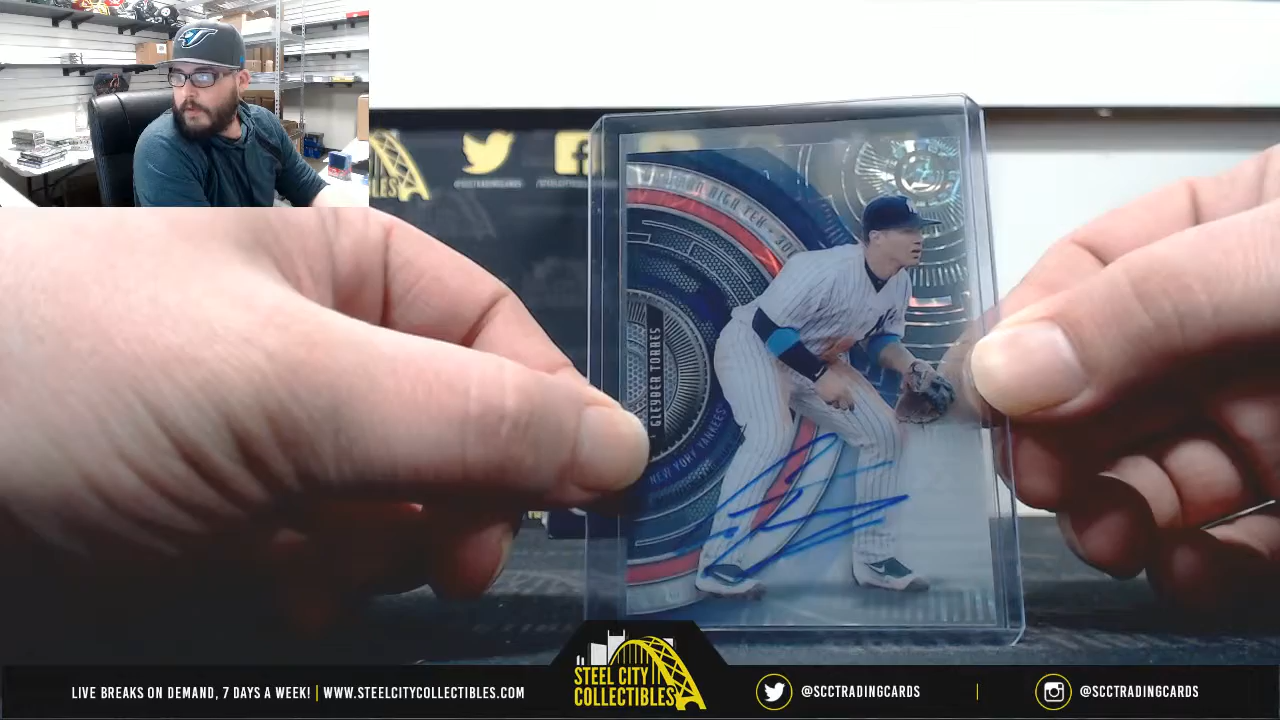 GLEYBER TORRES
NEW YORK YANKEES
STEEL CITY
COLLECTIBLES
LIVE BREAKS ON DEMAND, 7 DAYS A WEEK! | WWW.STEELCITYCOLLECTIBLES.COM
@SCCTRADINGCARDS
@SCCTRADINGCARDS